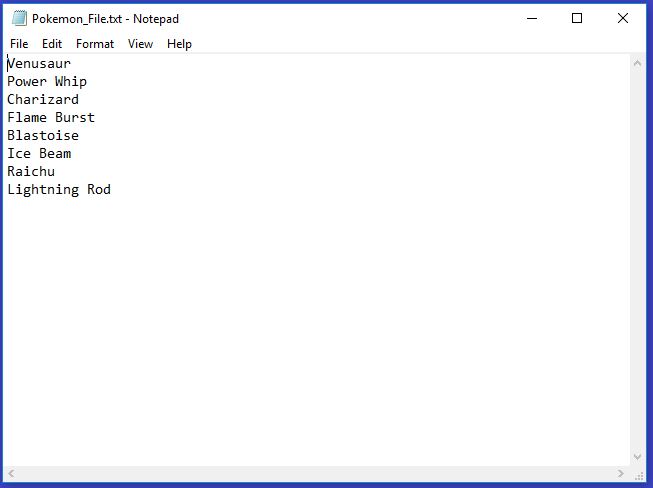 Pokemon_File.txt - Notepad
File Edit Format View Help
Venusaur
Power Whip
Charizard
Flame Burst
Blastoise
Ice Beam
Raichu
Lightning Rod